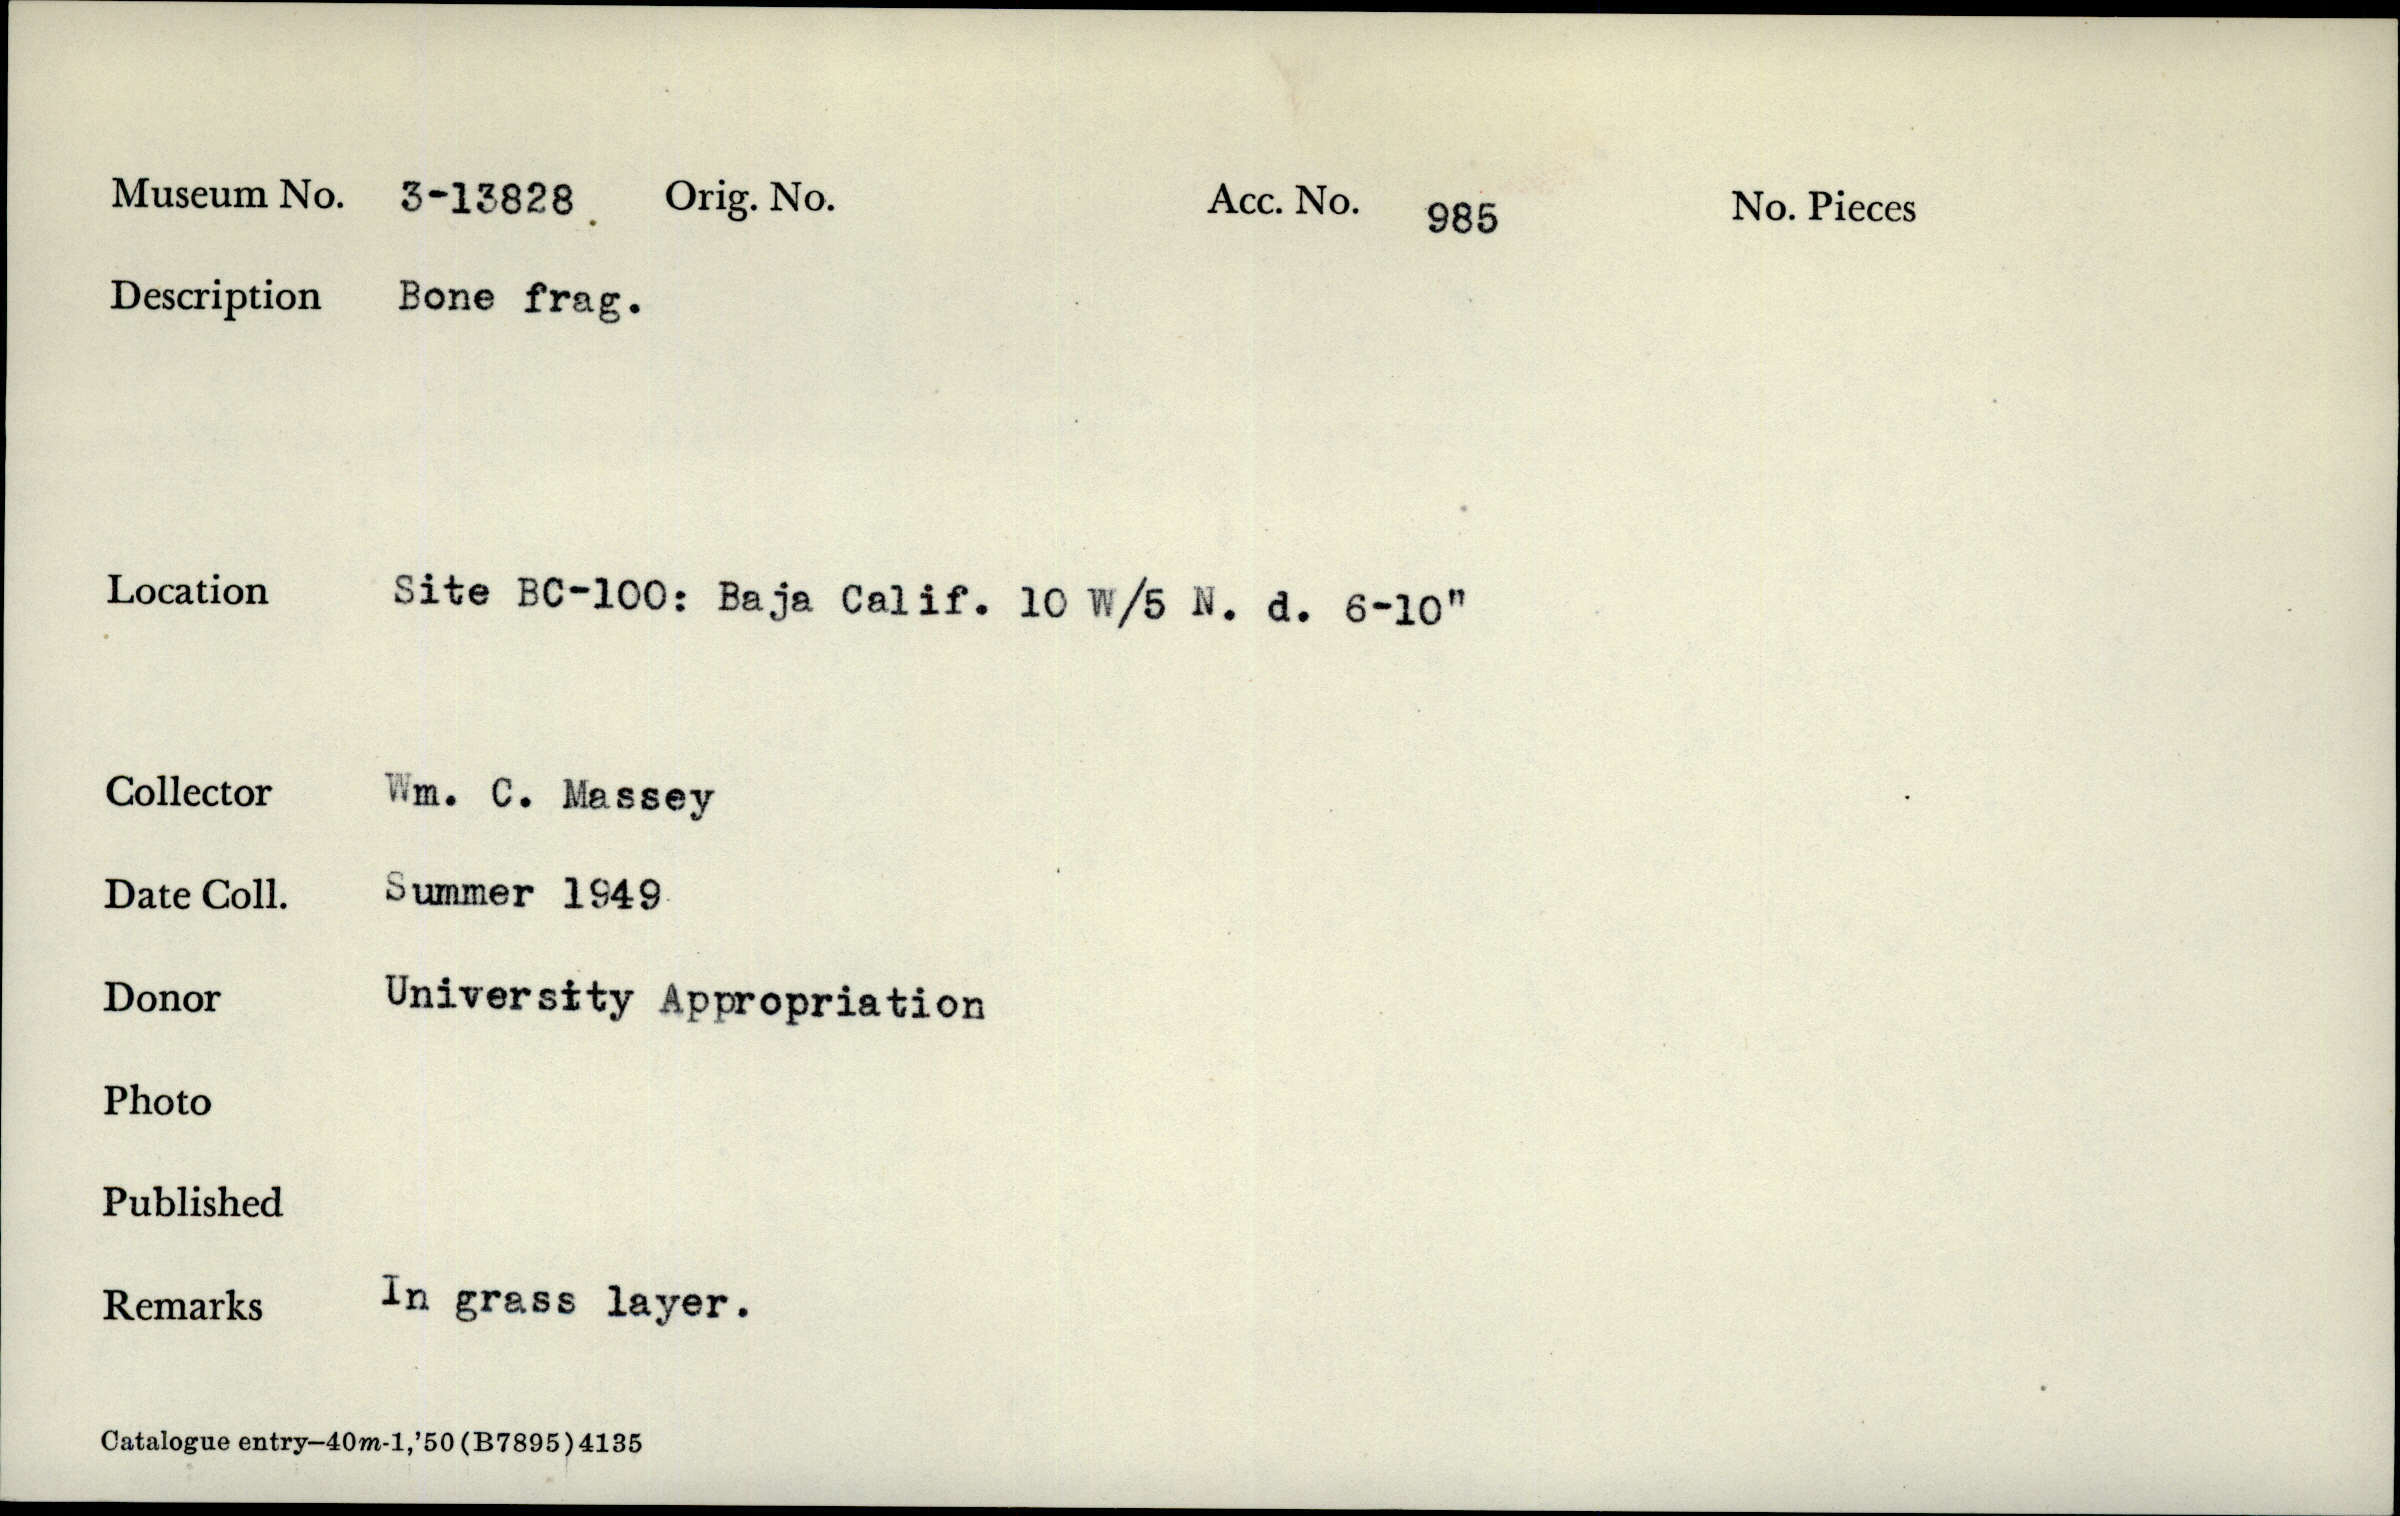 Museum No. 3-13828 Orig. No. Acc. No. 985 No. Pieces
Description Bone frag.
Location Site BC-100: Baja Calif. 10 W/5 N. d. 6-10"
Collector Wm. C. Massey
Date Coll. Summer 1949
Donor University Appropriation
Photo
Published
Remarks In grass layer.
Catalogue entry—40m-1,'50 (B7895) 4135